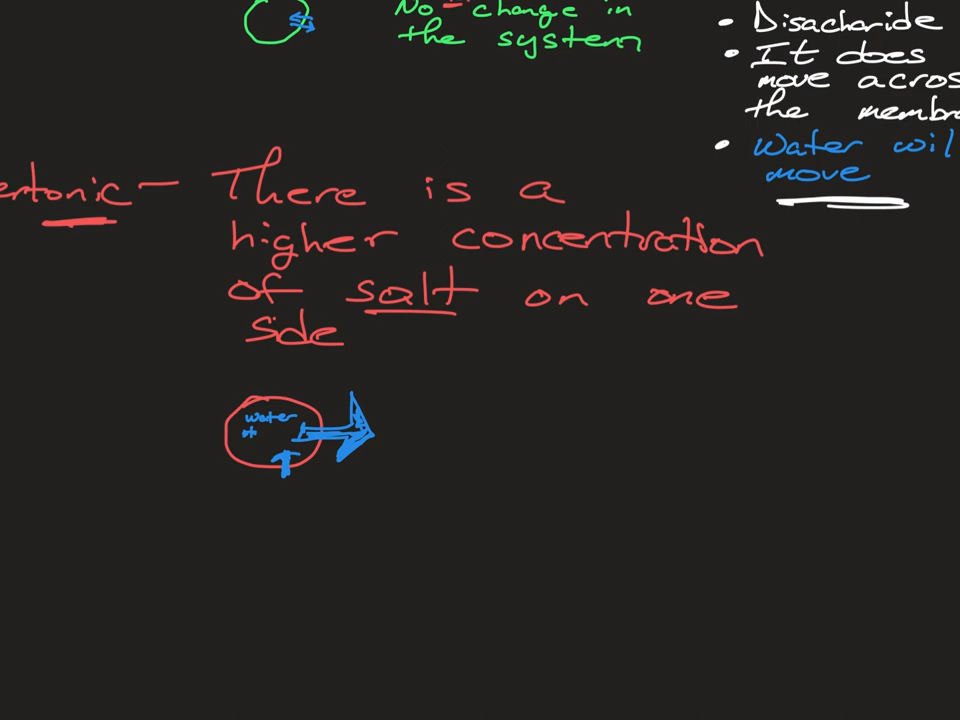 No change in
the system
• Disacharide
• It does
move acros
the membra
• Water wil
move
ertonic - There is a
higher concentration
of salt on one
side
water